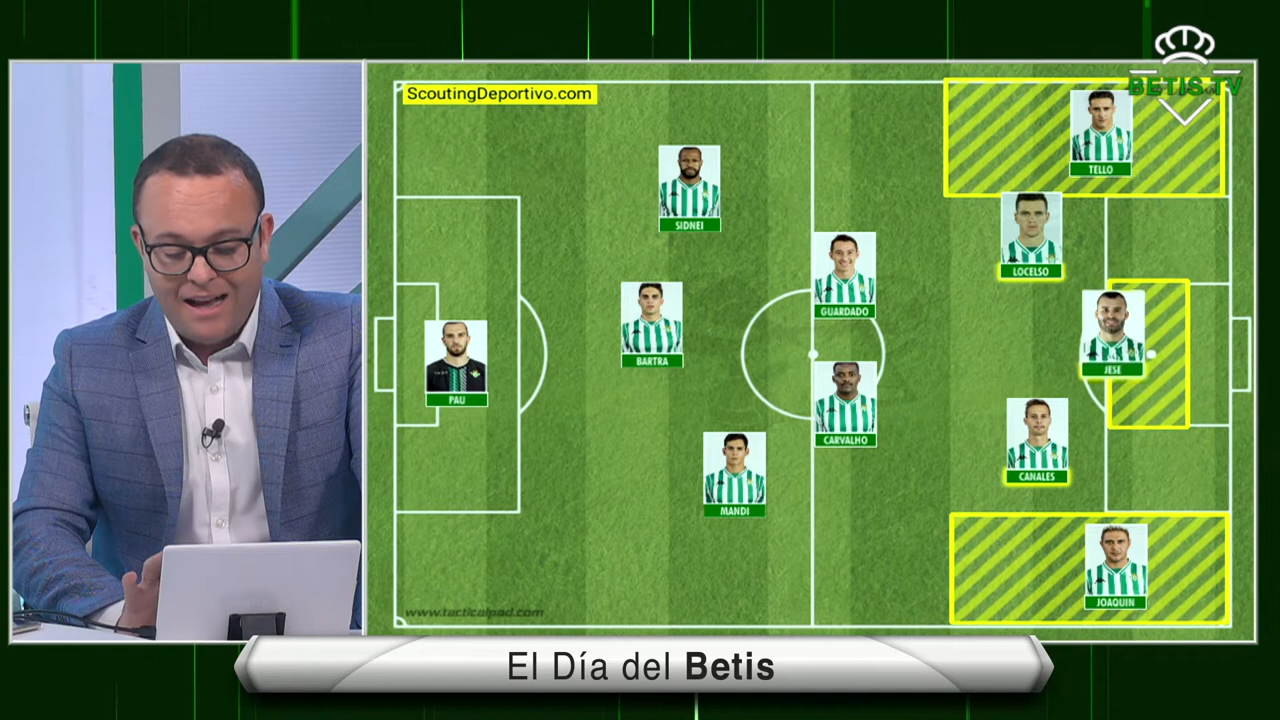 BETIS TV
ScoutingDeportivo.com
TELLO
SIDNEI
LOCELSO
GUARDADO
BARTRA
JESE
PAU
CARVALHO
CANALES
MANDI
JOAQUIN
www.tacticalpad.com
El Día del Betis